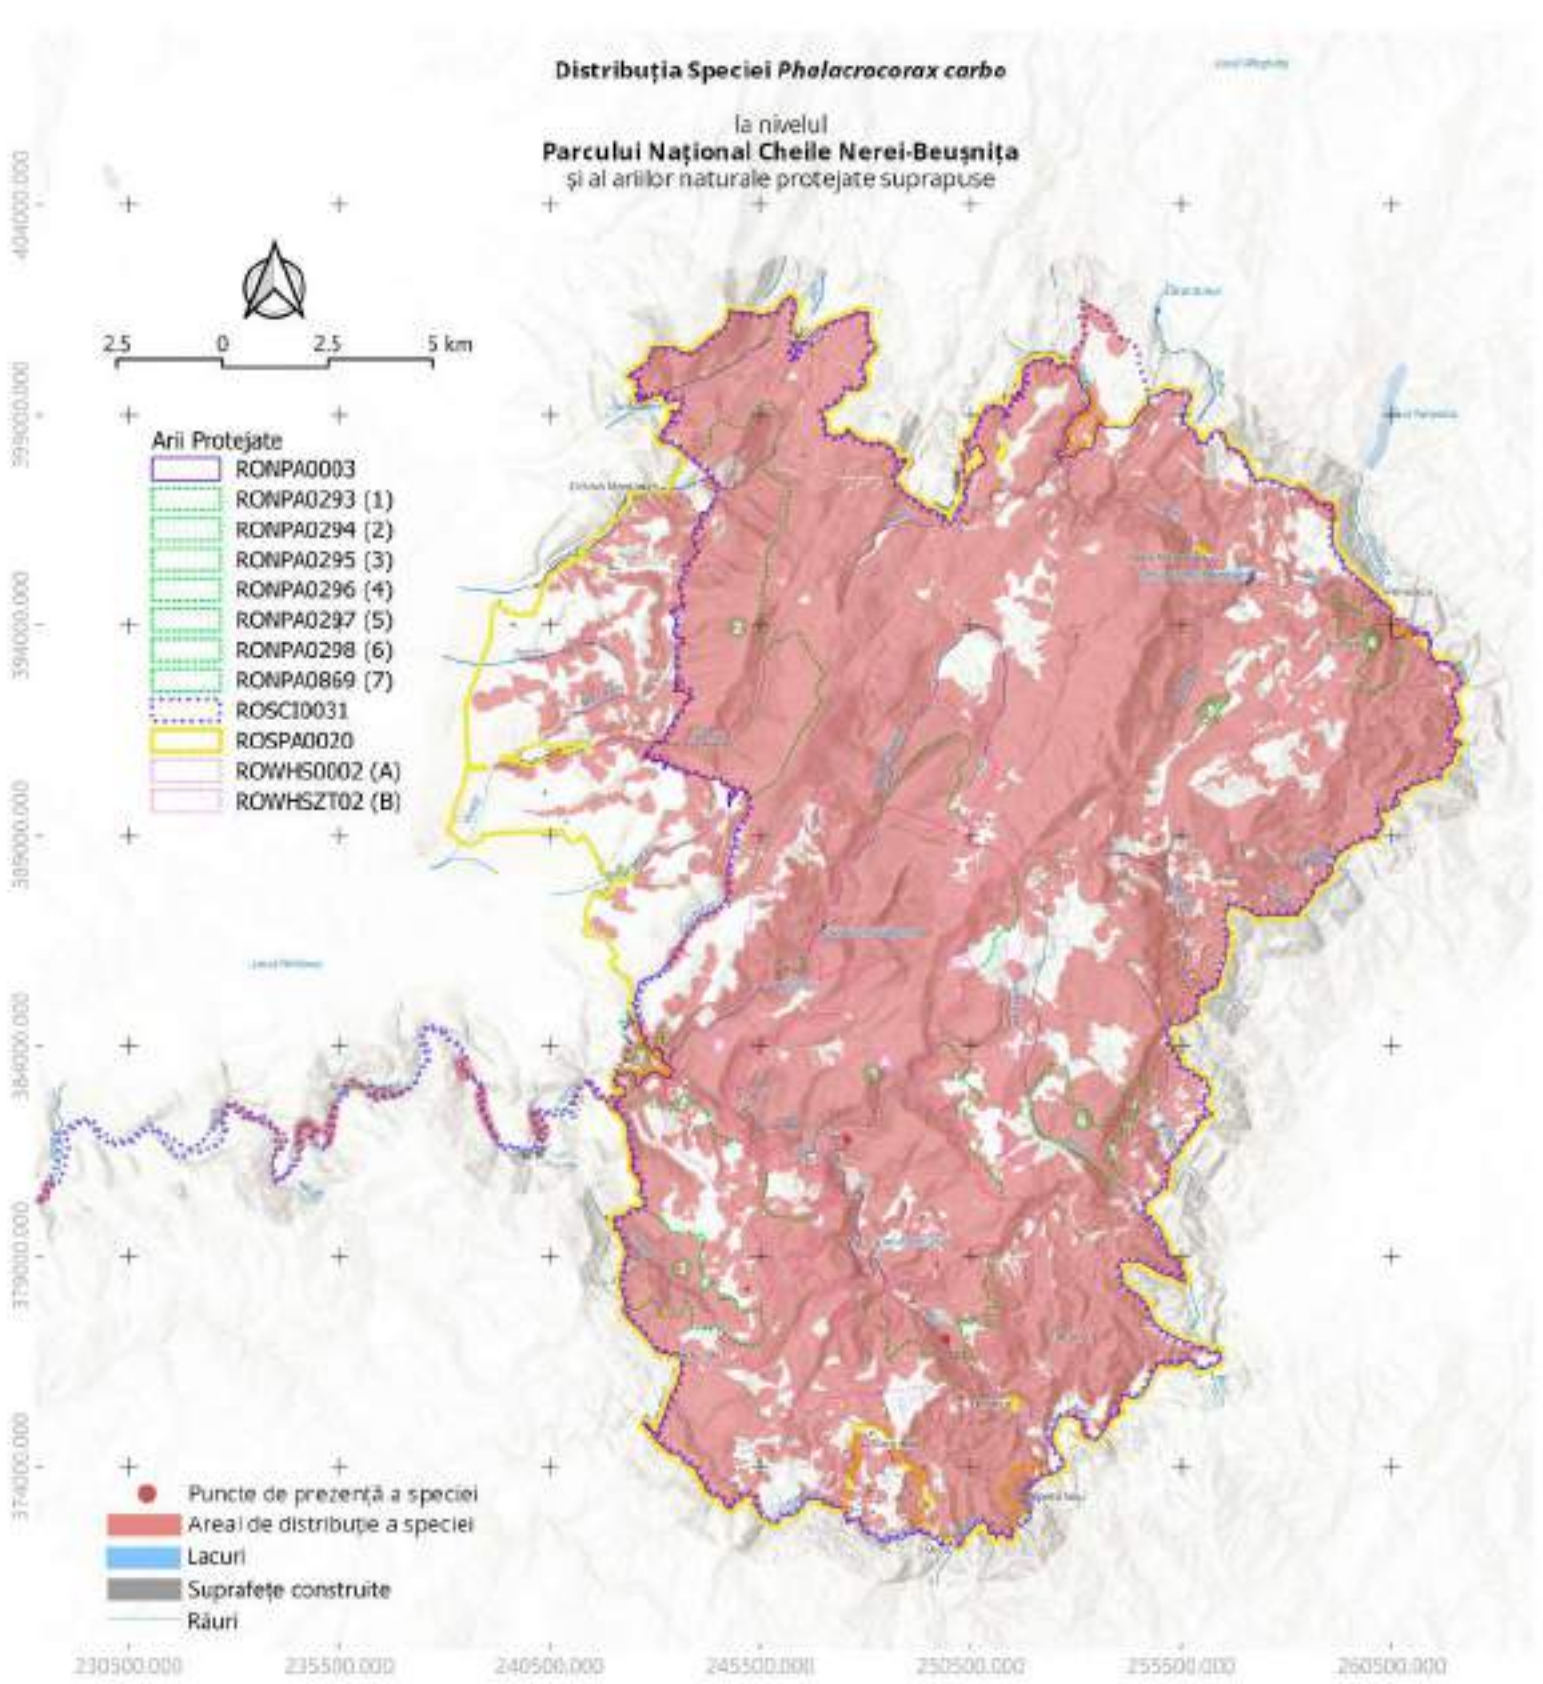 Distribuția Speciei Phalacrocorax carbo
la nivelul
Parcului Național Cheile Nerei-Beușnița
și al ariilor naturale protejate suprapuse
2.5 0 2.5 5 km
Arii Protejate
RONPA0003
RONPA0293 (1)
RONPA0294 (2)
RONPA0295 (3)
RONPA0296 (4)
RONPA0297 (5)
RONPA0298 (6)
RONPA0869 (7)
ROSCI0031
ROSPA0020
ROWHS0002 (A)
ROWHSZT02 (B)
404000.000
399000.000
394000.000
389000.000
384000.000
379000.000
374000.000
Puncte de prezență a speciei
Areal de distribuție a speciei
Lacuri
Suprafețe construite
Râuri
230500.000 235500.000 240500.000 245500.000 250500.000 255500.000 260500.000